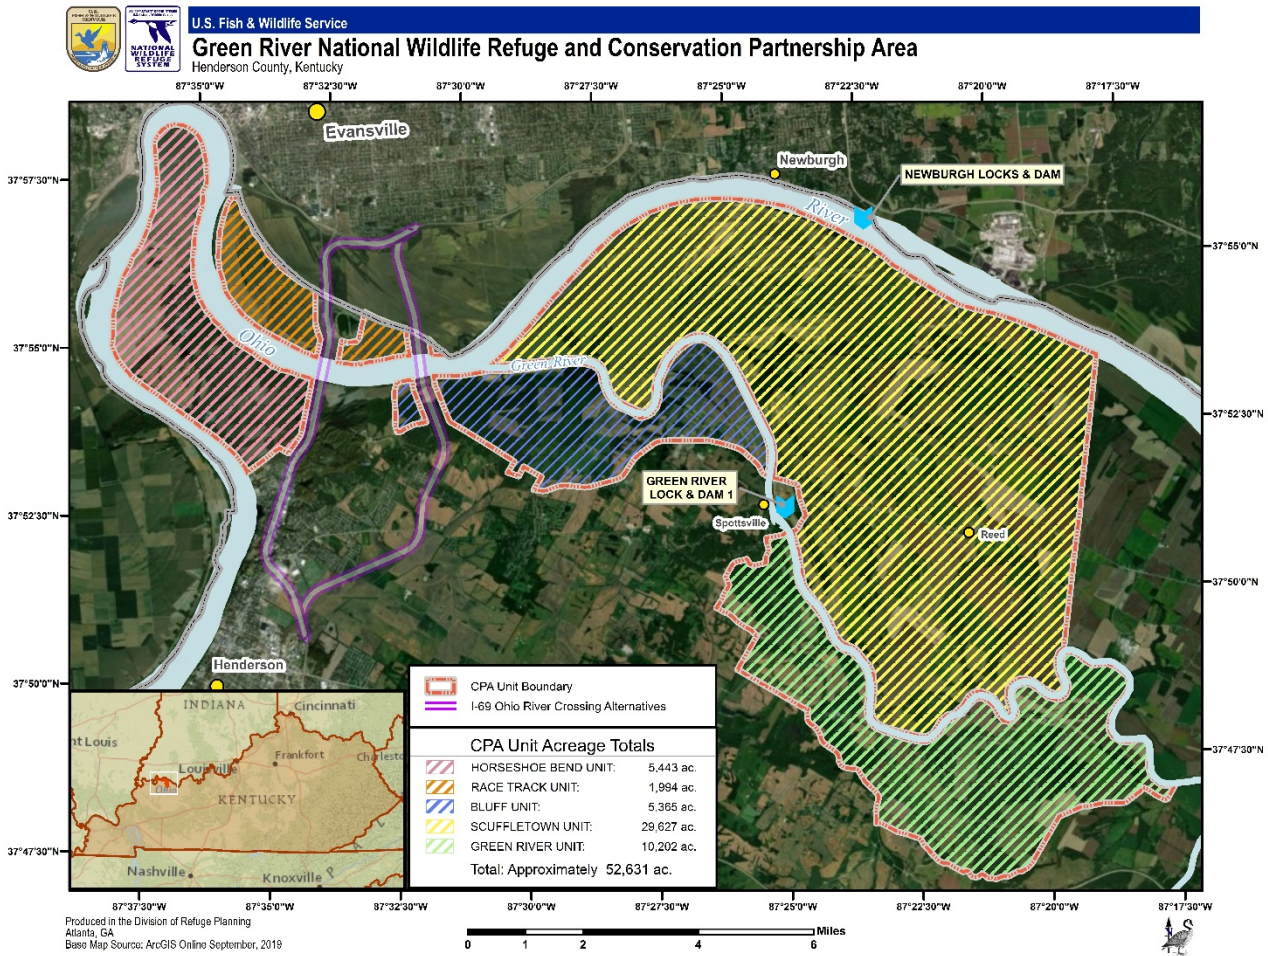 U.S. Fish & Wildlife Service
Green River National Wildlife Refuge and Conservation Partnership Area
Henderson County, Kentucky
NATIONAL
WILDLIFE
REFUGE
SYSTEM
87°35'0"W 87°32'30"W 87°30'0"W 87°27'30"W 87°25'0"W 87°22'30"W 87°20'0"W 87°17'30"W
Evansville
Newburgh
NEWBURGH LOCKS & DAM
37°57'30"N
River
37°55'0"N
Ohio
37°55'0"N
Green River
37°52'30"N
GREEN RIVER
LOCK & DAM 1
37°52'30"N
Spottsville
Reed
37°50'0"N
Henderson
37°50'0"N
CPA Unit Boundary
I-69 Ohio River Crossing Alternatives
CPA Unit Acreage Totals
HORSESHOE BEND UNIT: 5,443 ac.
RACE TRACK UNIT: 1,994 ac.
BLUFF UNIT: 5,365 ac.
SCUFFLETOWN UNIT: 29,627 ac.
GREEN RIVER UNIT: 10,202 ac.
Total: Approximately 52,631 ac.
INDIANA
Cincinnati
nt Louis
Frankfort
Charlesto
Louisville
Ohio
KENTUCKY
Nashville
Knoxville
37°47'30"N
37°47'30"N
87°37'30"W 87°35'0"W 87°32'30"W 87°30'0"W 87°27'30"W 87°25'0"W 87°22'30"W 87°20'0"W 87°17'30"W
Produced in the Division of Refuge Planning
Atlanta, GA
Base Map Source: ArcGIS Online September, 2019
Miles
0 1 2 4 6
N